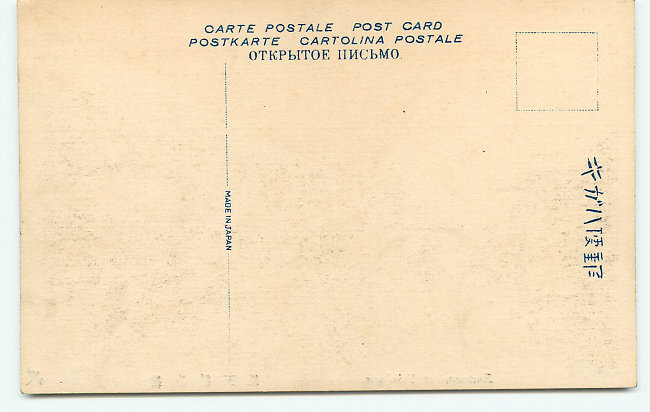 CARTE POSTALE POST CARD
POSTKARTE CARTOLINA POSTALE
ОТКРЫТОЕ ПИСЬМО.
MADE IN JAPAN
キガハ便郵